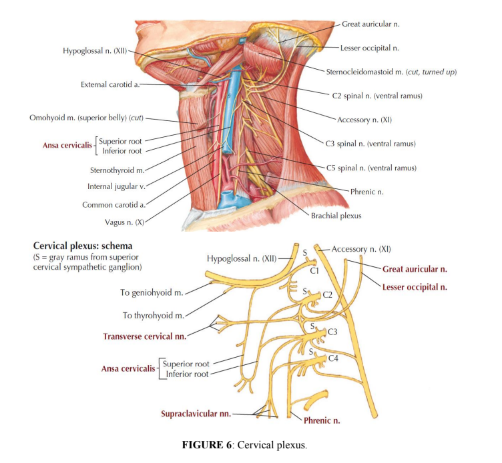 Great auricular n.
Hypoglossal n. (XII)
Lesser occipital n.
Sternocleidomastoid m. (cut, turned up)
External carotid a.
C2 spinal n. (ventral ramus)
Omohyoid m. (superior belly) (cut)
Accessory n. (XI)
Ansa cervicalis
Superior root
Inferior root
C3 spinal n. (ventral ramus)
Sternothyroid m.
C5 spinal n. (ventral ramus)
Internal jugular v.
Phrenic n.
Common carotid a.
Brachial plexus
Vagus n. (X)
Cervical plexus: schema
(S = gray ramus from superior
cervical sympathetic ganglion)
Hypoglossal n. (XII)
S
Accessory n. (XI)
C1
Great auricular n.
Lesser occipital n.
To geniohyoid m.
S
C2
To thyrohyoid m.
Transverse cervical nn.
S
C3
S
C4
Ansa cervicalis
Superior root
Inferior root
Supraclavicular nn.
Phrenic n.
FIGURE 6: Cervical plexus.